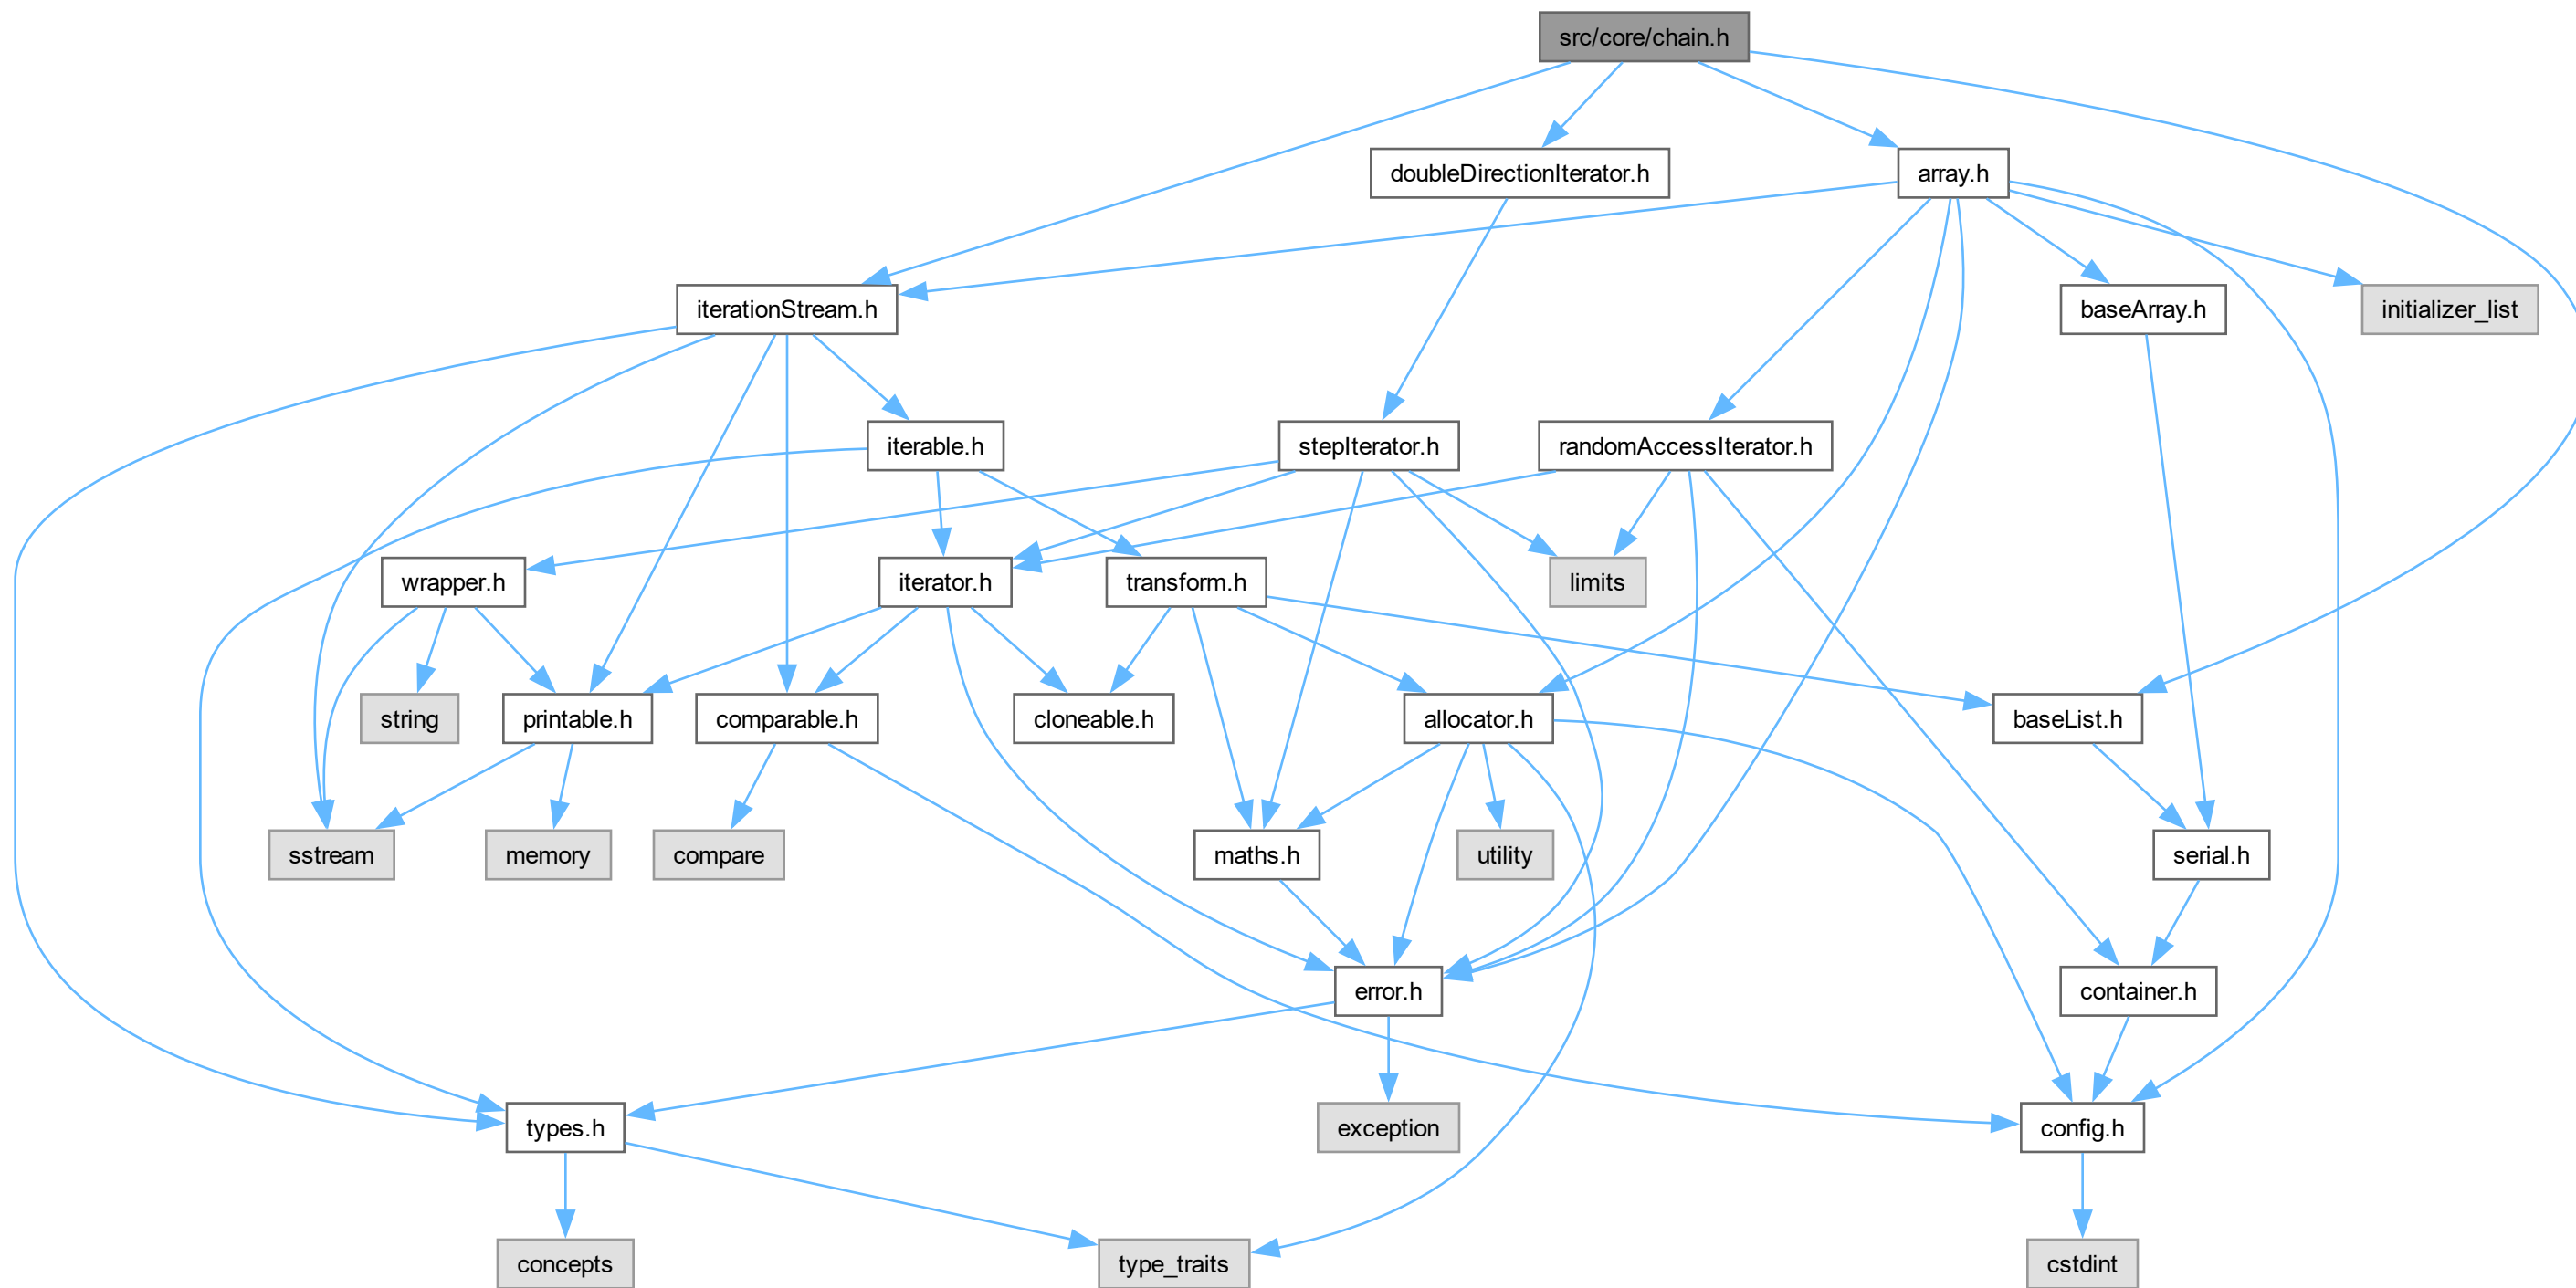 src/core/chain.h
doubleDirectionIterator.h
array.h
iterationStream.h
baseArray.h
initializer_list
iterable.h
stepIterator.h
randomAccessIterator.h
wrapper.h
iterator.h
transform.h
limits
string
printable.h
comparable.h
cloneable.h
allocator.h
baseList.h
sstream
memory
compare
maths.h
utility
serial.h
error.h
container.h
types.h
exception
config.h
concepts
type_traits
cstdint